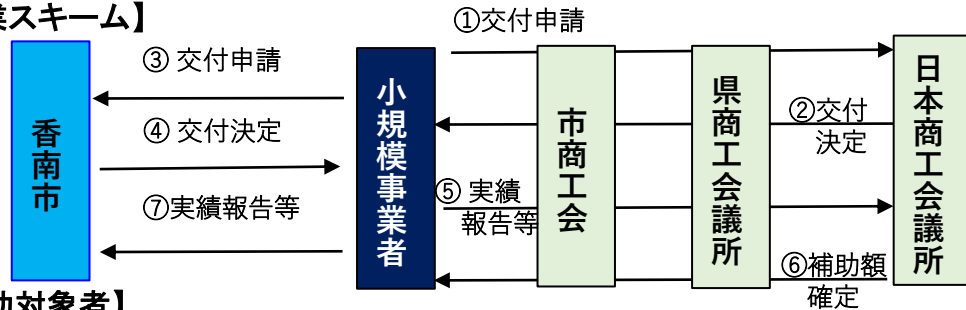 業スキーム】
①交付申請
③ 交付申請
④ 交付決定
⑦実績報告等
香南市
小規模事業者
市商工会
県商工会議所
日本商工会議所
②交付
決定
⑤ 実績
報告等
⑥補助額
確定
助対象者】